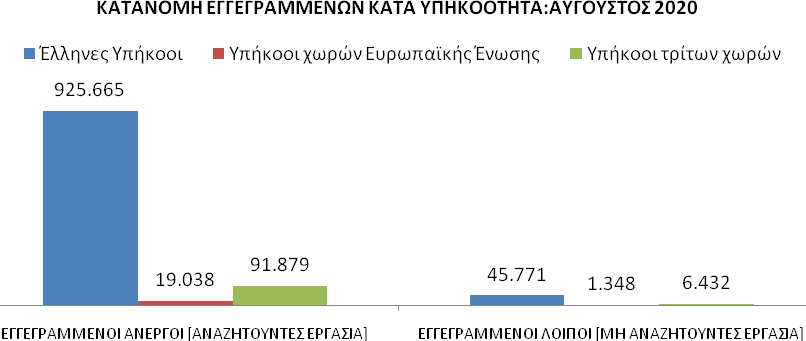 ΚΑΤΑΝΟΜΗ ΕΓΓΕΓΡΑΜΜΕΝΩΝ ΚΑΤΑ ΥΠΗΚΟΟΤΗΤΑ:ΑΥΓΟΥΣΤΟΣ 2020
Έλληνες Υπήκοοι Υπήκοοι χωρών Ευρωπαϊκής Ένωσης Υπήκοοι τρίτων χωρών
925.665
19.038
91.879
45.771
1.348
6.432
ΕΓΓΕΓΡΑΜΜΕΝΟΙ ΑΝΕΡΓΟΙ [ΑΝΑΖΗΤΟΥΝΤΕΣ ΕΡΓΑΣΙΑ] ΕΓΓΕΓΡΑΜΜΕΝΟΙ ΛΟΙΠΟΙ [ΜΗ ΑΝΑΖΗΤΟΥΝΤΕΣ ΕΡΓΑΣΙΑ]